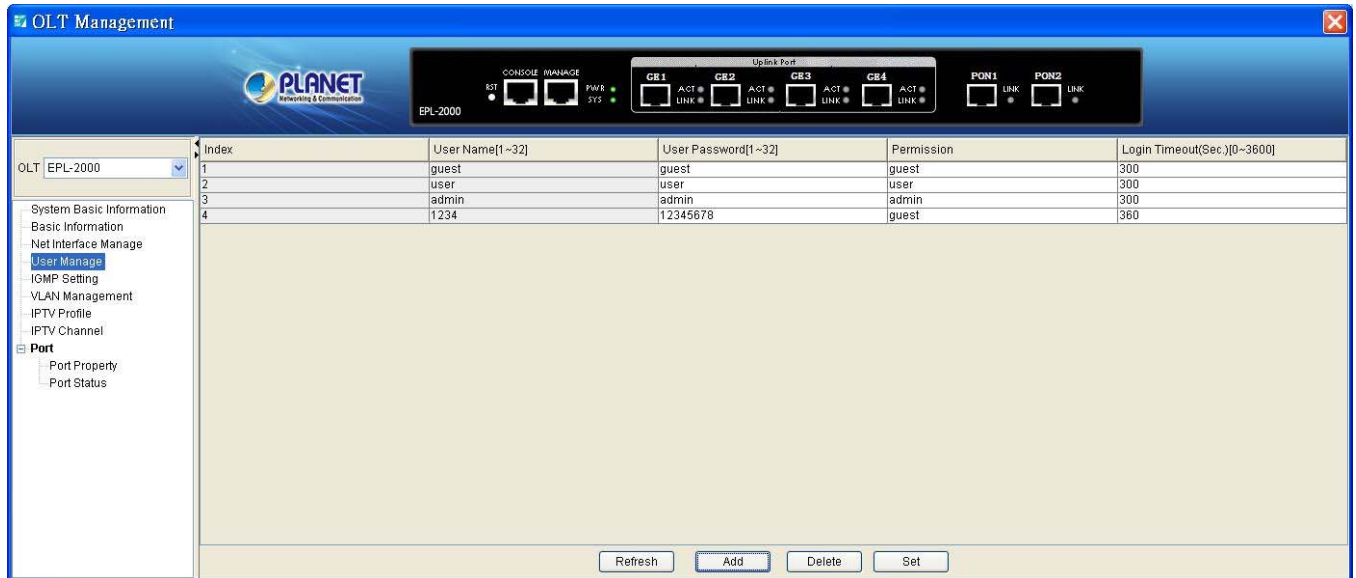 OLT Management
PLANET
Networking & Communication
EPL-2000
RST
CONSOLE MANAGE
PWR
SYS
Uplink Port
GE1 GE2 GE3 GE4
ACT ACT ACT ACT
LINK LINK LINK LINK
PON1 PON2
LINK LINK
OLT EPL-2000
System Basic Information
Basic Information
Net Interface Manage
User Manage
IGMP Setting
VLAN Management
IPTV Profile
IPTV Channel
Port
Port Property
Port Status
Index User Name[1~32] User Password[1~32] Permission Login Timeout(Sec.)[0~3600]
1 guest guest guest 300
2 user user user 300
3 admin admin admin 300
4 1234 12345678 guest 360
Refresh Add Delete Set